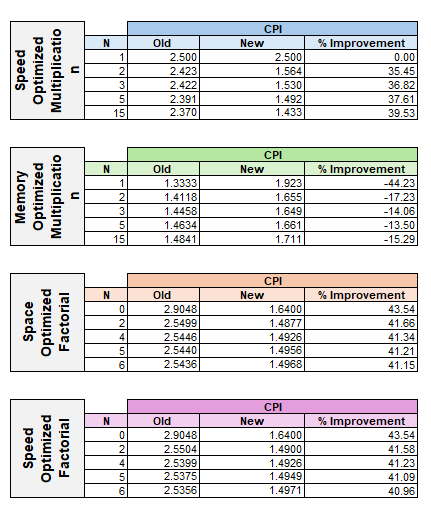 Speed
Optimized
Multiplicatio
n
CPI
N Old New % Improvement
1 2.500 2.500 0.00
2 2.423 1.564 35.45
3 2.422 1.530 36.82
5 2.391 1.492 37.61
15 2.370 1.433 39.53
Memory
Optimized
Multiplicatio
n
CPI
N Old New % Improvement
1 1.3333 1.923 -44.23
2 1.4118 1.655 -17.23
3 1.4458 1.649 -14.06
5 1.4634 1.661 -13.50
15 1.4841 1.711 -15.29
Space
Optimized
Factorial
CPI
N Old New % Improvement
0 2.9048 1.6400 43.54
2 2.5499 1.4877 41.66
4 2.5446 1.4926 41.34
5 2.5440 1.4956 41.21
6 2.5436 1.4968 41.15
Speed
Optimized
Factorial
CPI
N Old New % Improvement
0 2.9048 1.6400 43.54
2 2.5504 1.4900 41.58
4 2.5399 1.4926 41.23
5 2.5375 1.4949 41.09
6 2.5356 1.4971 40.96